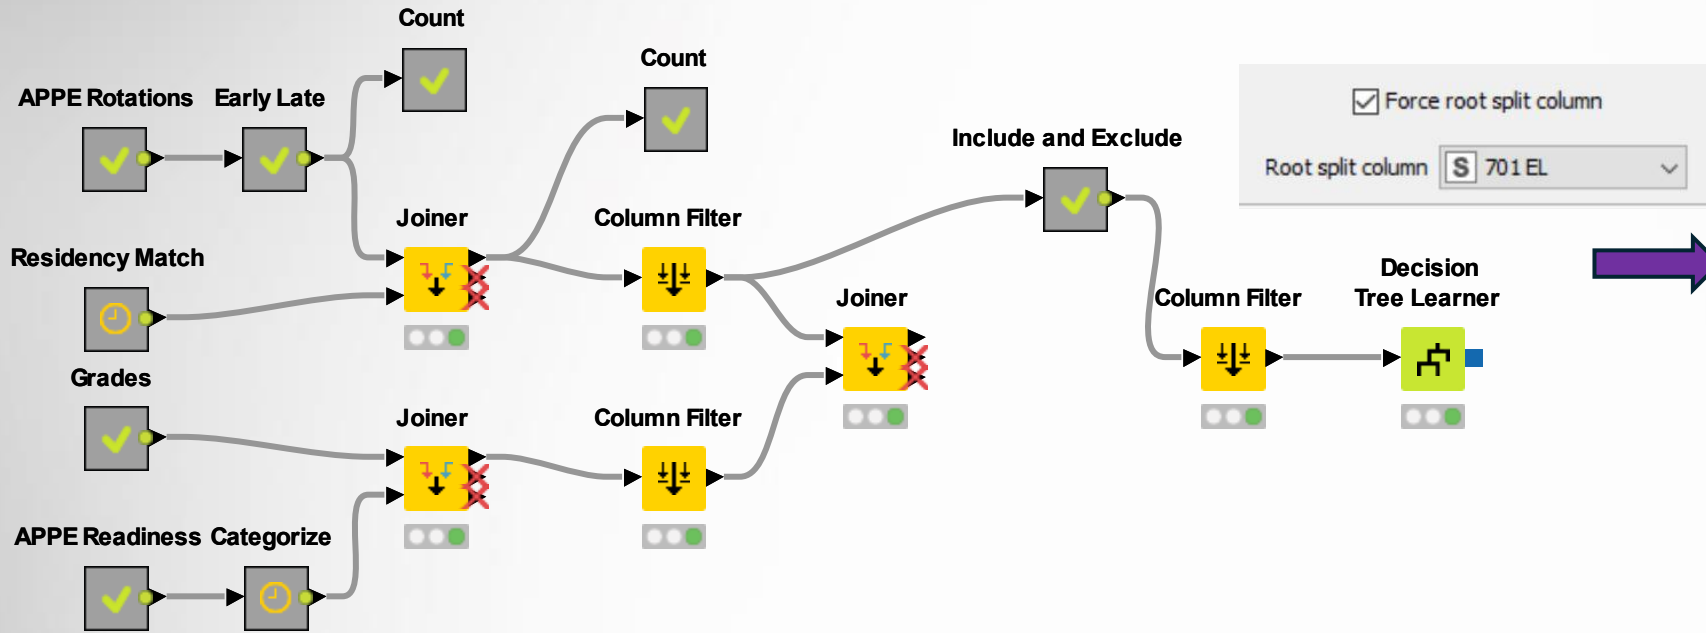 Count
Count
APPE Rotations
Early Late
Include and Exclude
Force root split column
Root split column
S 701 EL
Joiner
Column Filter
Residency Match
Decision
Tree Learner
Joiner
Column Filter
Grades
Joiner
Column Filter
APPE Readiness
Categorize